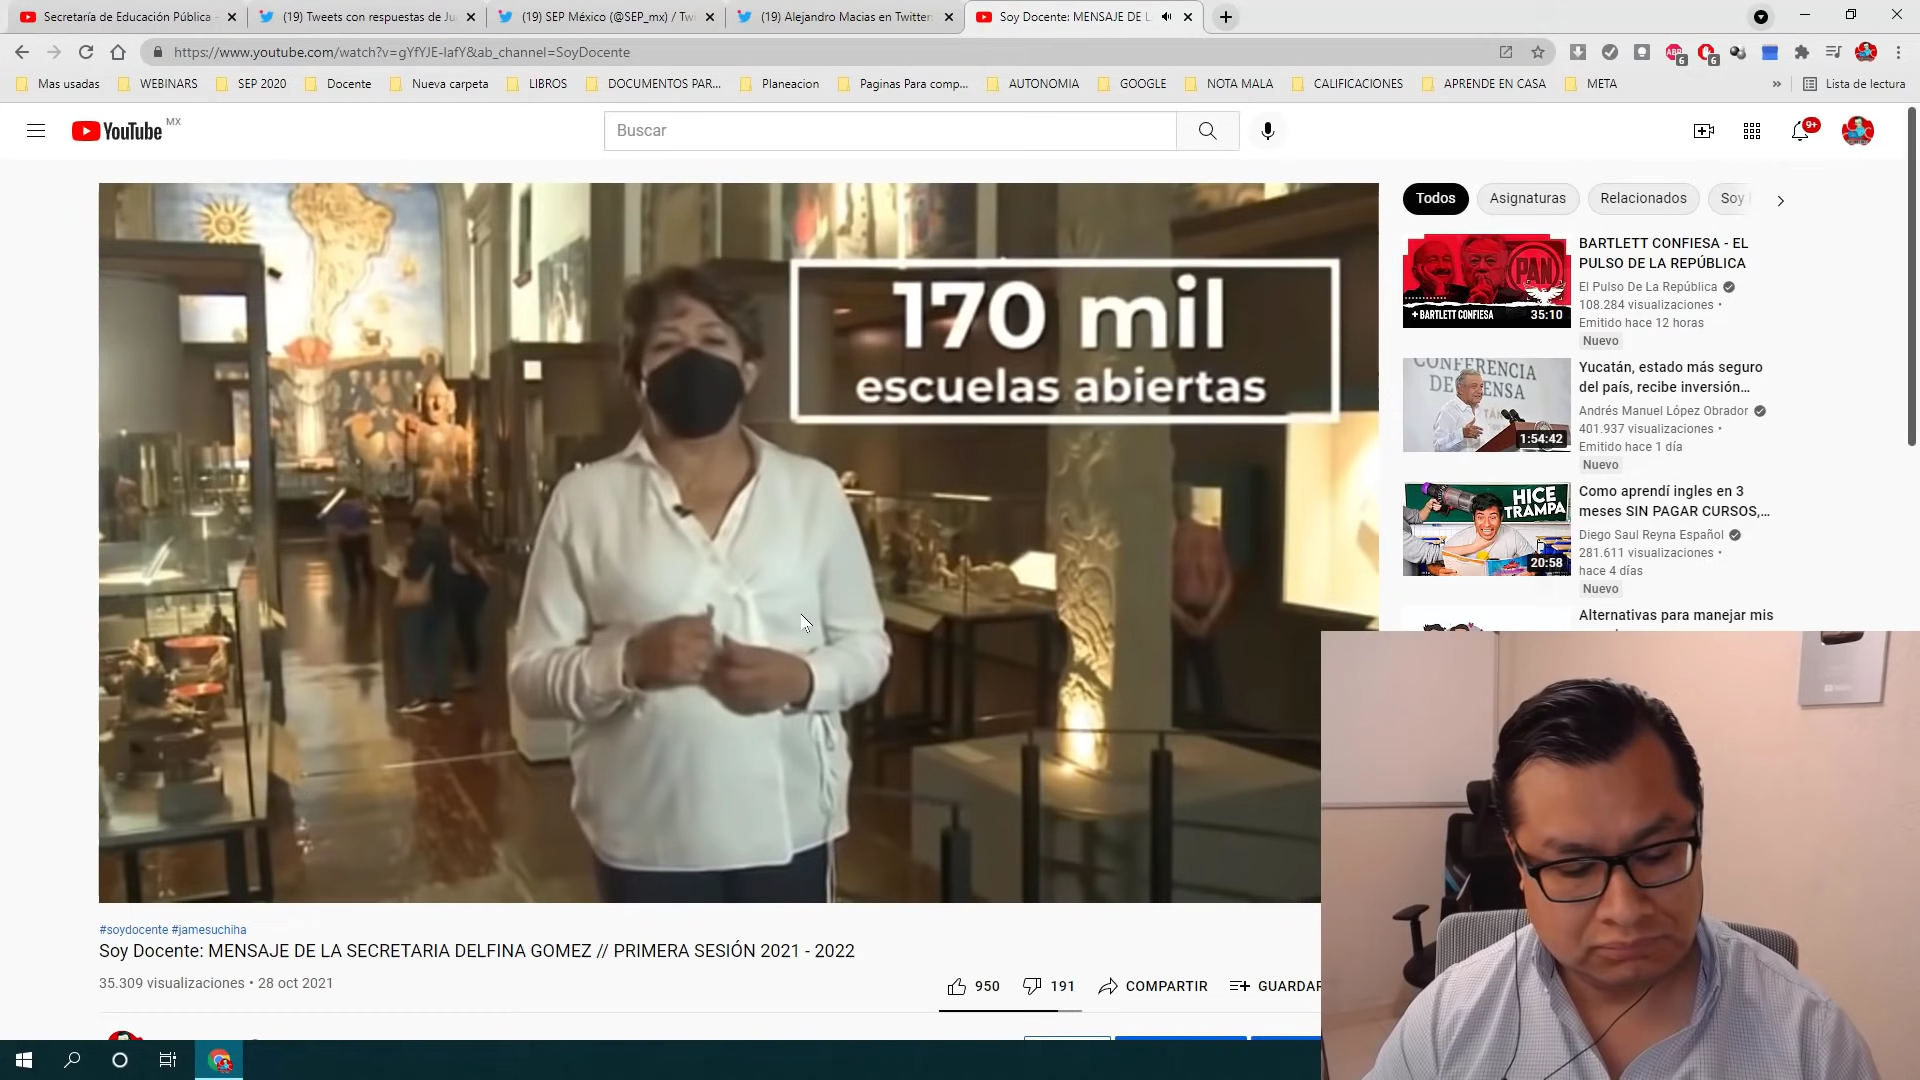 Secretaría de Educación Pública -
(19) Tweets con respuestas de Ju
(19) SEP México (@SEP_mx) / Twi
(19) Alejandro Macias en Twitter:
Soy Docente: MENSAJE DE L
https://www.youtube.com/watch?v=gYfYJE-IafY&ab_channel=SoyDocente
ABP
6
6
Mas usadas
WEBINARS
SEP 2020
Docente
Nueva carpeta
LIBROS
DOCUMENTOS PAR...
Planeacion
Paginas Para comp...
AUTONOMIA
GOOGLE
NOTA MALA
CALIFICACIONES
APRENDE EN CASA
META
»
Lista de lectura
YouTube MX
Buscar
9+
170 mil
escuelas abiertas
Todos
Asignaturas
Relacionados
Soy
PAN
+ BARTLETT CONFIESA
35:10
BARTLETT CONFIESA - EL
PULSO DE LA REPÚBLICA
El Pulso De La República
108.284 visualizaciones •
Emitido hace 12 horas
Nuevo
CONFERENCIA
DE PRENSA
1:54:42
Yucatán, estado más seguro
del país, recibe inversión...
Andrés Manuel López Obrador
401.937 visualizaciones •
Emitido hace 1 día
Nuevo
HICE
TRAMPA
20:58
Como aprendí ingles en 3
meses SIN PAGAR CURSOS,...
Diego Saul Reyna Español
281.611 visualizaciones •
hace 4 días
Nuevo
Alternativas para manejar mis
#soydocente #jamesuchiha
Soy Docente: MENSAJE DE LA SECRETARIA DELFINA GOMEZ // PRIMERA SESIÓN 2021 - 2022
35.309 visualizaciones • 28 oct 2021
950
191
COMPARTIR
GUARDAR